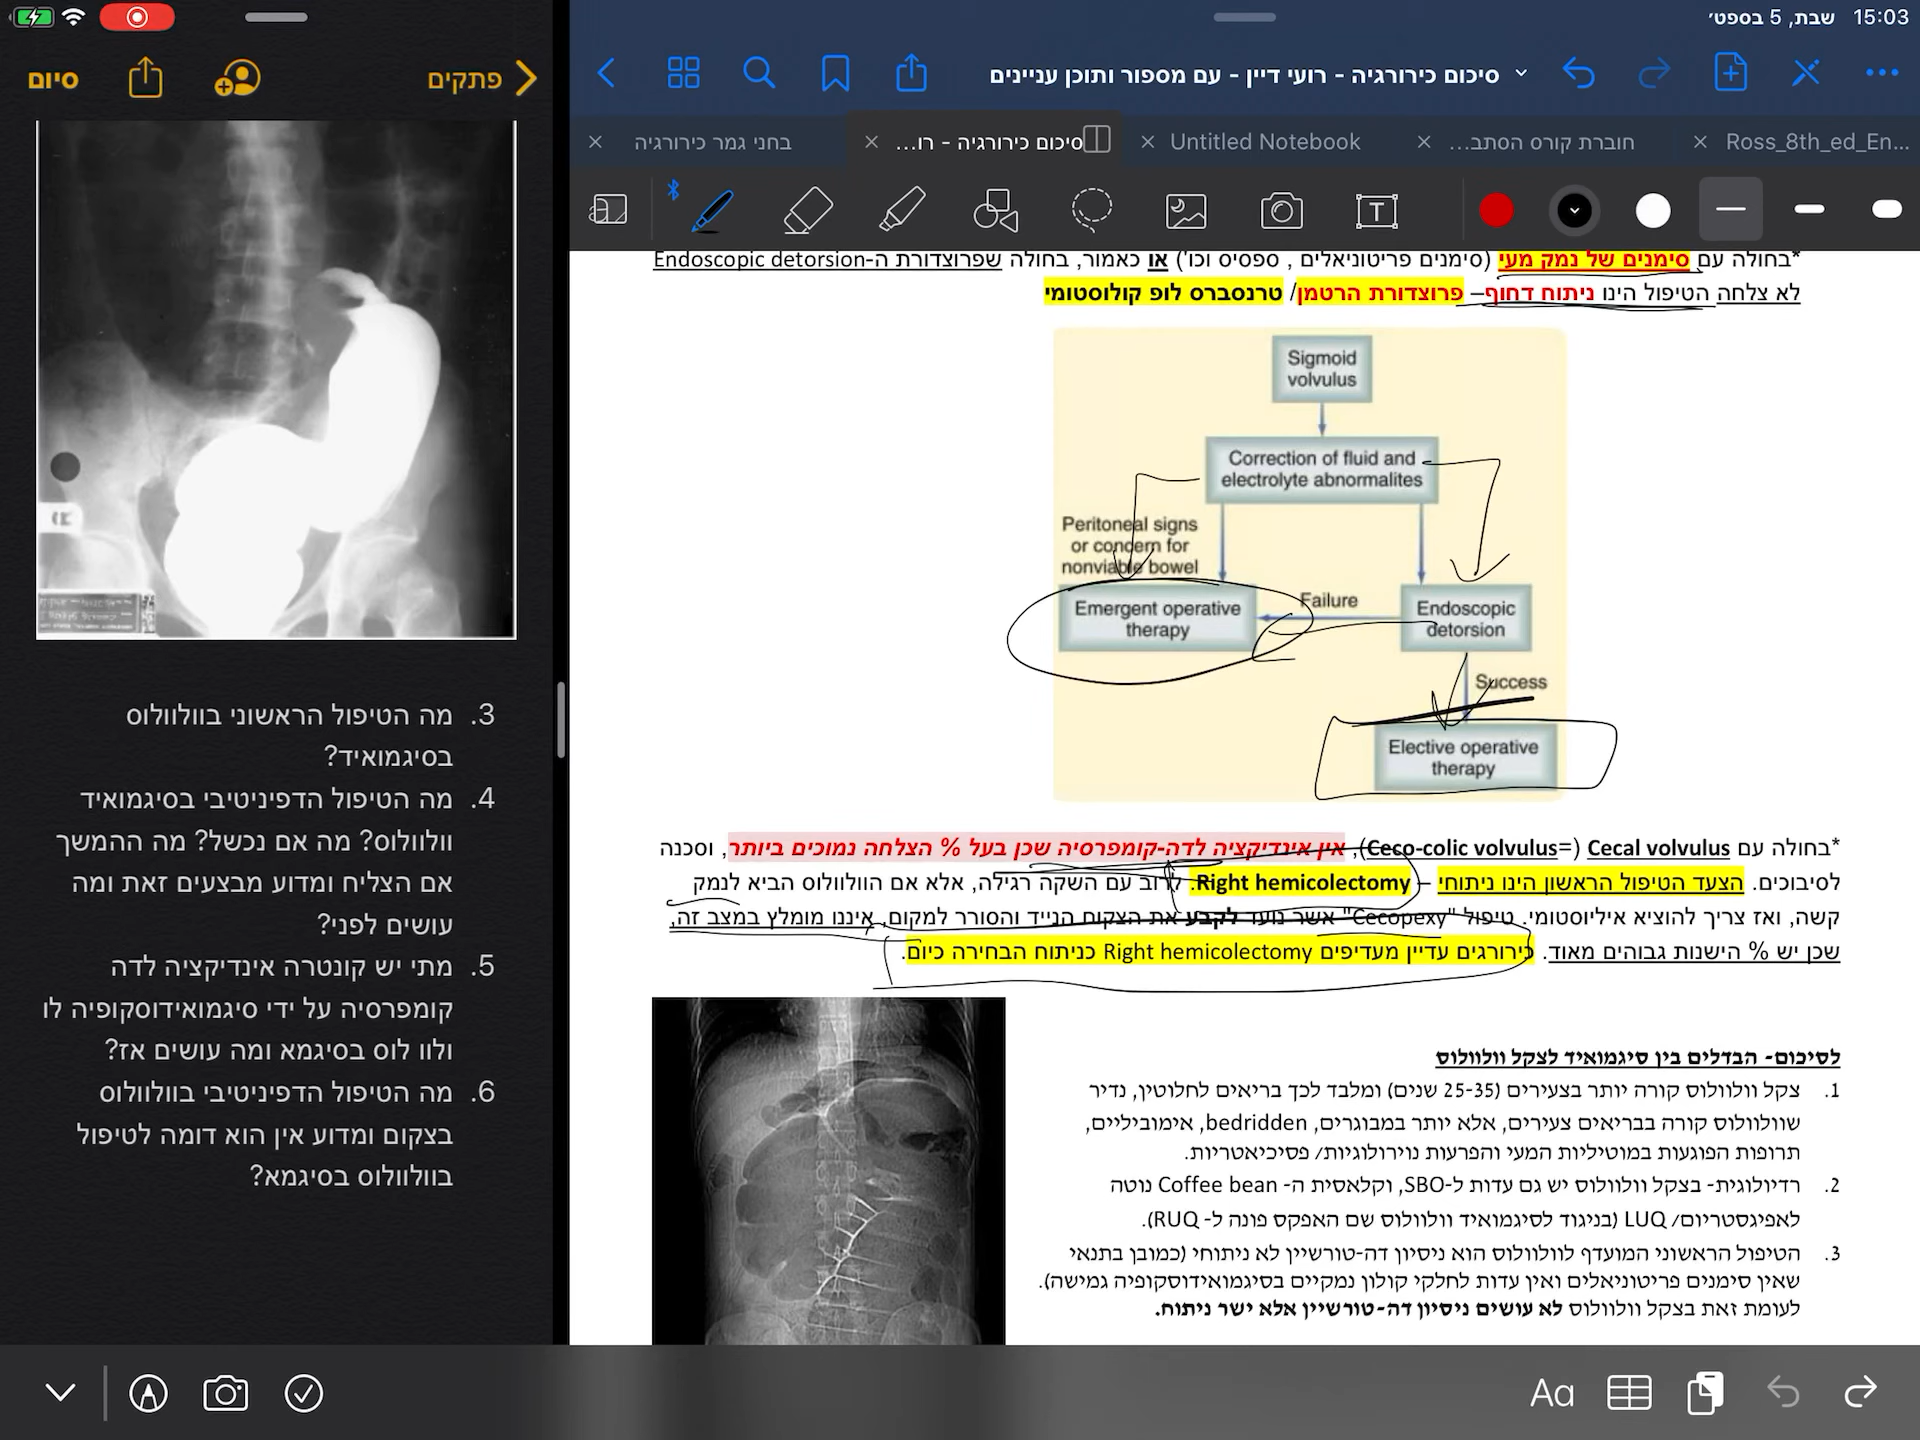 15:03 שבת, 5 בספט׳
סיום
פתקים
3. מה הטיפול הראשוני בוולוולוס
בסיגמואיד?
4. מה הטיפול הדפיניטיבי בסיגמואיד
וולוולוס? מה אם נכשל? מה ההמשך
אם הצליח ומדוע מבצעים זאת ומה
עושים לפני?
5. מתי יש קונטרה אינדיקציה לדה
קומפרסיה על ידי סיגמואידוסקופיה לו
ולוו לוס בסיגמא ומה עושים אז?
6. מה הטיפול הדפיניטיבי בוולוולוס
בצקום ומדוע אין הוא דומה לטיפול
בוולוולוס בסיגמא?
סיכום כירורגיה - רועי דיין - עם מספור ותוכן עניינים
בחני גמר כירורגיה
סיכום כירורגיה - רו...
Untitled Notebook
חוברת קורס הסתב...
Ross_8th_ed_En...
*בחולה עם סימנים של נמק מעי (סימנים פריטוניאלים , ספסיס וכו') או כאמור, בחולה שפרוצדורת ה-Endoscopic detorsion
לא צלחה הטיפול הינו ניתוח דחוף– פרוצדורת הרטמן/ טרנסברס לופ קולוסטומי
Sigmoid
volvulus
Correction of fluid and
electrolyte abnormalites
Peritoneal signs
or concern for
nonviable bowel
Emergent operative
therapy
Failure
Endoscopic
detorsion
Success
Elective operative
therapy
*בחולה עם Cecal volvulus (=Ceco-colic volvulus), אין אינדיקציה לדה-קומפרסיה שכן בעל % הצלחה נמוכים ביותר, וסכנה
לסיבוכים. הצעד הטיפול הראשון הינו ניתוחי – Right hemicolectomy. לרוב עם השקה רגילה, אלא אם הוולוולוס הביא לנמק
קשה, ואז צריך להוציא איליוסטומי. טיפול "Cecopexy" אשר נועד לקבע את הצקום הנייד והסורר למקום, איננו מומלץ במצב זה,
שכן יש % הישנות גבוהים מאוד. כירורגים עדיין מעדיפים Right hemicolectomy כניתוח הבחירה כיום.
לסיכום- הבדלים בין סיגמואיד לצקל וולוולוס
1. צקל וולוולוס קורה יותר בצעירים (25-35 שנים) ומלבד לכך בריאים לחלוטין, נדיר
שוולוולוס קורה בבריאים צעירים, אלא יותר במבוגרים, bedridden, אימוביליים,
תרופות הפוגעות במוטיליות המעי והפרעות נוירולוגיות/ פסיכיאטריות.
2. רדיולוגית- בצקל וולוולוס יש גם עדות ל-SBO, וקלאסית ה- Coffee bean נוטה
לאפיגסטריום/ LUQ (בניגוד לסיגמואיד וולוולוס שם האפקס פונה ל- RUQ).
3. הטיפול הראשוני המועדף לוולוולוס הוא ניסיון דה-טורשיין לא ניתוחי (כמובן בתנאי
שאין סימנים פריטוניאלים ואין עדות לחלקי קולון נמקיים בסיגמואידוסקופיה גמישה).
לעומת זאת בצקל וולוולוס לא עושים ניסיון דה-טורשיין אלא ישר ניתוח.
Aa